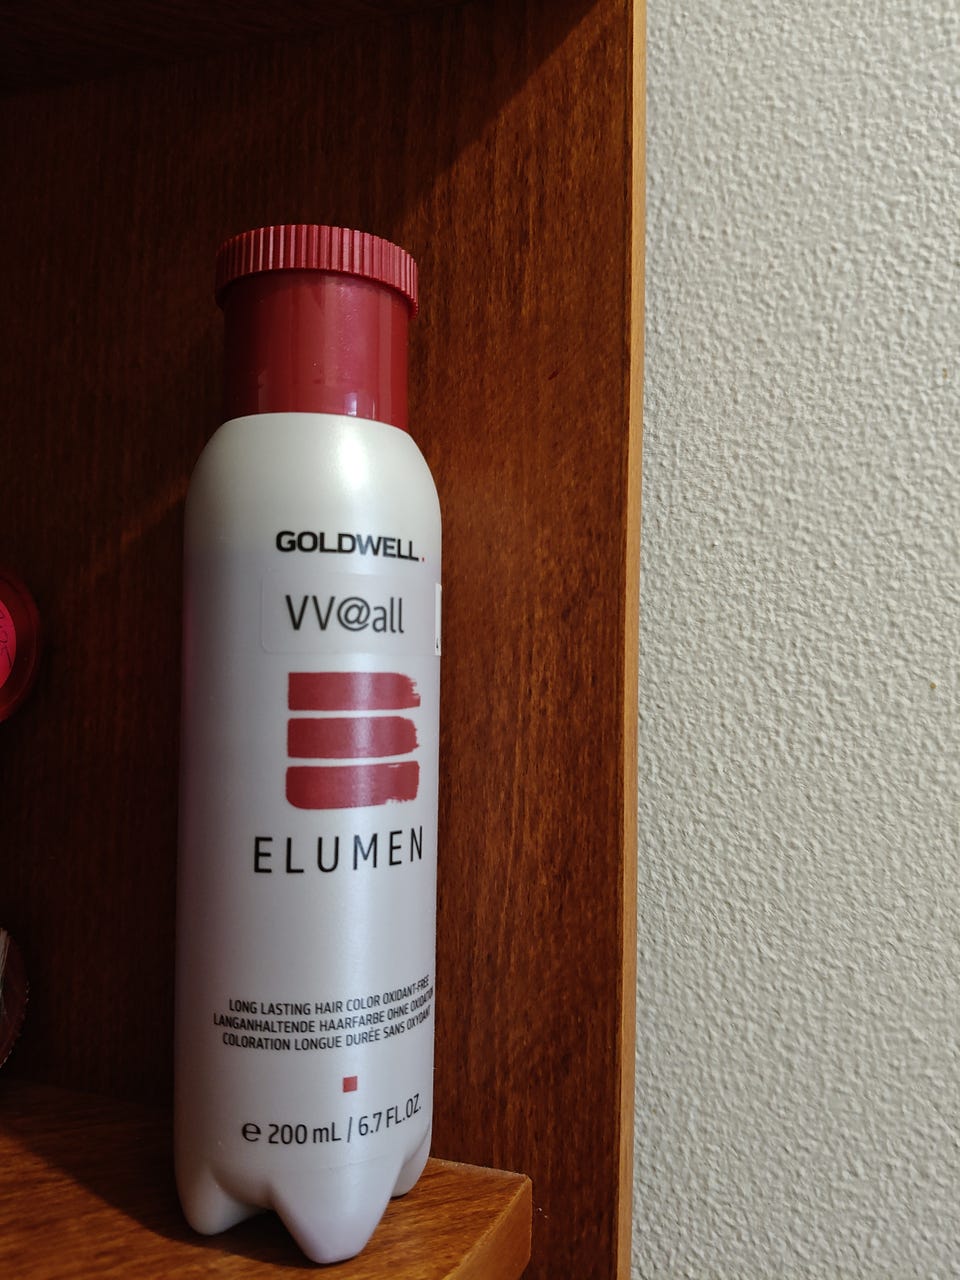 GOLDWELL.
VV@all
ELUMEN
LONG LASTING HAIR COLOR OXIDANT-FREE
LANGANHALTENDE HAARFARBE OHNE OXIDATION
COLORATION LONGUE DURÉE SANS OXYDANT
e 200 mL / 6.7 FL.OZ.